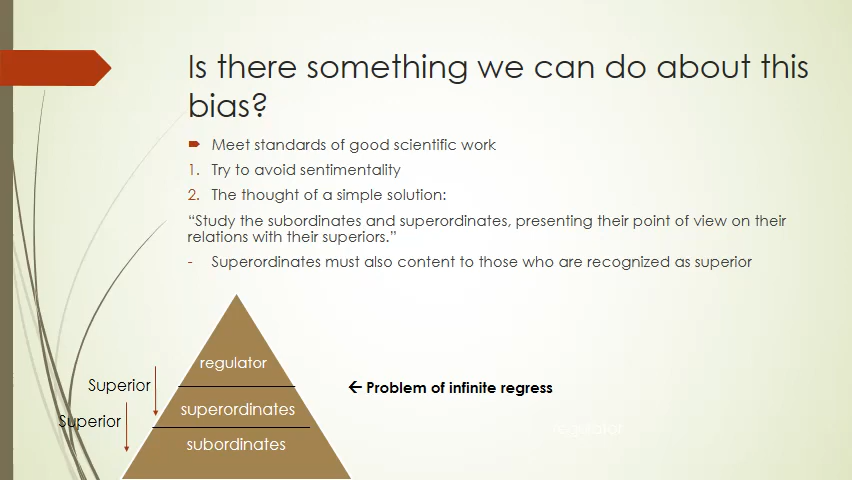 Is there something we can do about this
bias?
Meet standards of good scientific work
1. Try to avoid sentimentality
2. The thought of a simple solution:
“Study the subordinates and superordinates, presenting their point of view on their
relations with their superiors.”
- Superordinates must also content to those who are recognized as superior
regulator
Superior
← Problem of infinite regress
superordinates
Superior
regulator
subordinates